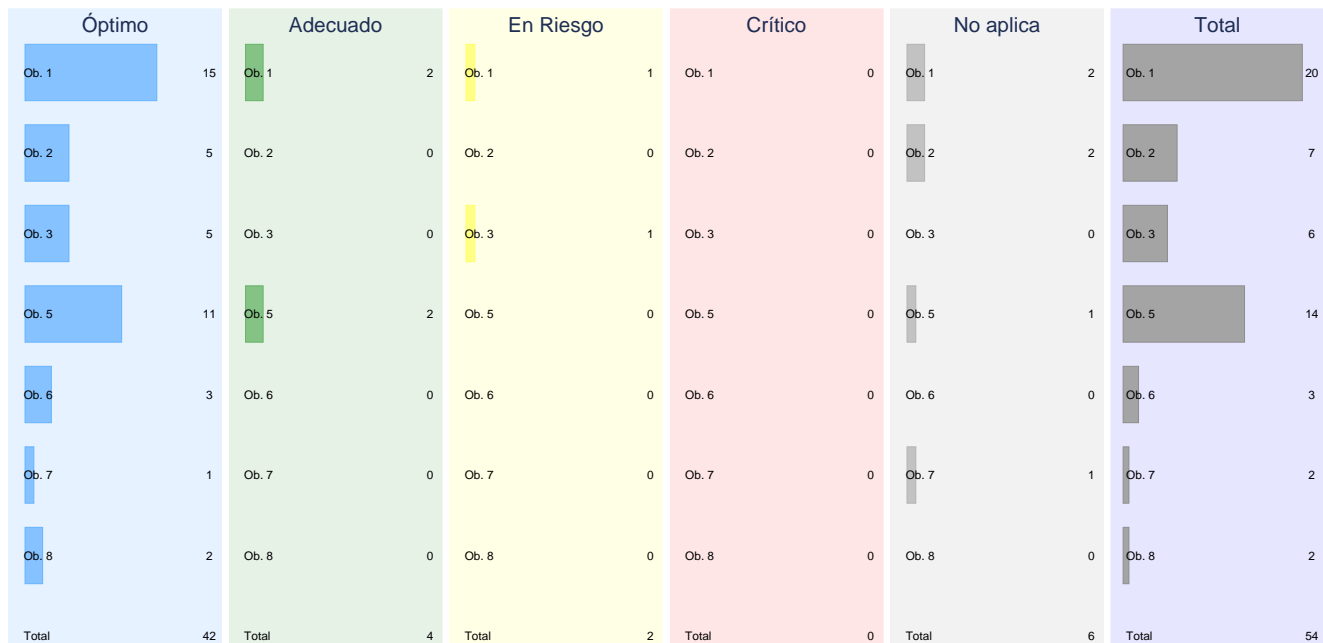 Óptimo Adecuado En Riesgo Crítico No aplica Total
Ob. 1 15 Ob. 1 2 Ob. 1 1 Ob. 1 0 Ob. 1 2 Ob. 1 20
Ob. 2 5 Ob. 2 0 Ob. 2 0 Ob. 2 0 Ob. 2 2 Ob. 2 7
Ob. 3 5 Ob. 3 0 Ob. 3 1 Ob. 3 0 Ob. 3 0 Ob. 3 6
Ob. 5 11 Ob. 5 2 Ob. 5 0 Ob. 5 0 Ob. 5 1 Ob. 5 14
Ob. 6 3 Ob. 6 0 Ob. 6 0 Ob. 6 0 Ob. 6 0 Ob. 6 3
Ob. 7 1 Ob. 7 0 Ob. 7 0 Ob. 7 0 Ob. 7 1 Ob. 7 2
Ob. 8 2 Ob. 8 0 Ob. 8 0 Ob. 8 0 Ob. 8 0 Ob. 8 2
Total 42 Total 4 Total 2 Total 0 Total 6 Total 54